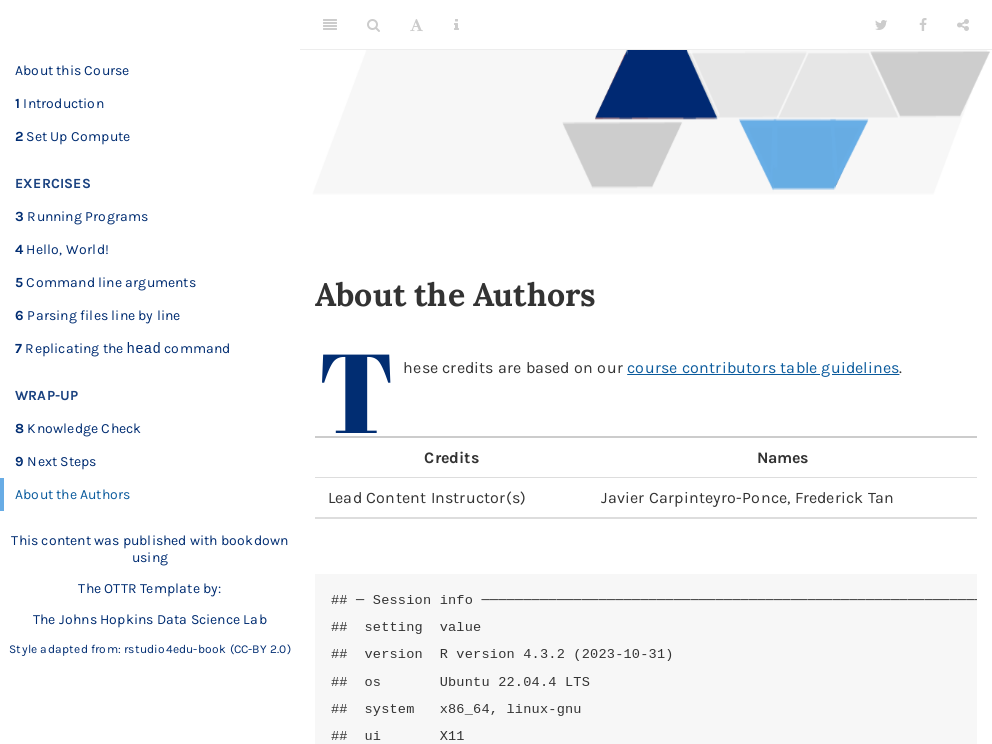 About this Course
1 Introduction
2 Set Up Compute
EXERCISES
3 Running Programs
4 Hello, World!
5 Command line arguments
6 Parsing files line by line
7 Replicating the head command
WRAP-UP
8 Knowledge Check
9 Next Steps
About the Authors
This content was published with bookdown
using
The OTTR Template by:
The Johns Hopkins Data Science Lab
Style adapted from: rstudio4edu-book (CC-BY 2.0)
About the Authors
These credits are based on our course contributors table guidelines.
Credits Names
Lead Content Instructor(s) Javier Carpinteyro-Ponce, Frederick Tan
## ─ Session info ───────────────────────────────────────────────────────────
##  setting  value
##  version  R version 4.3.2 (2023-10-31)
##  os       Ubuntu 22.04.4 LTS
##  system   x86_64, linux-gnu
##  ui       X11